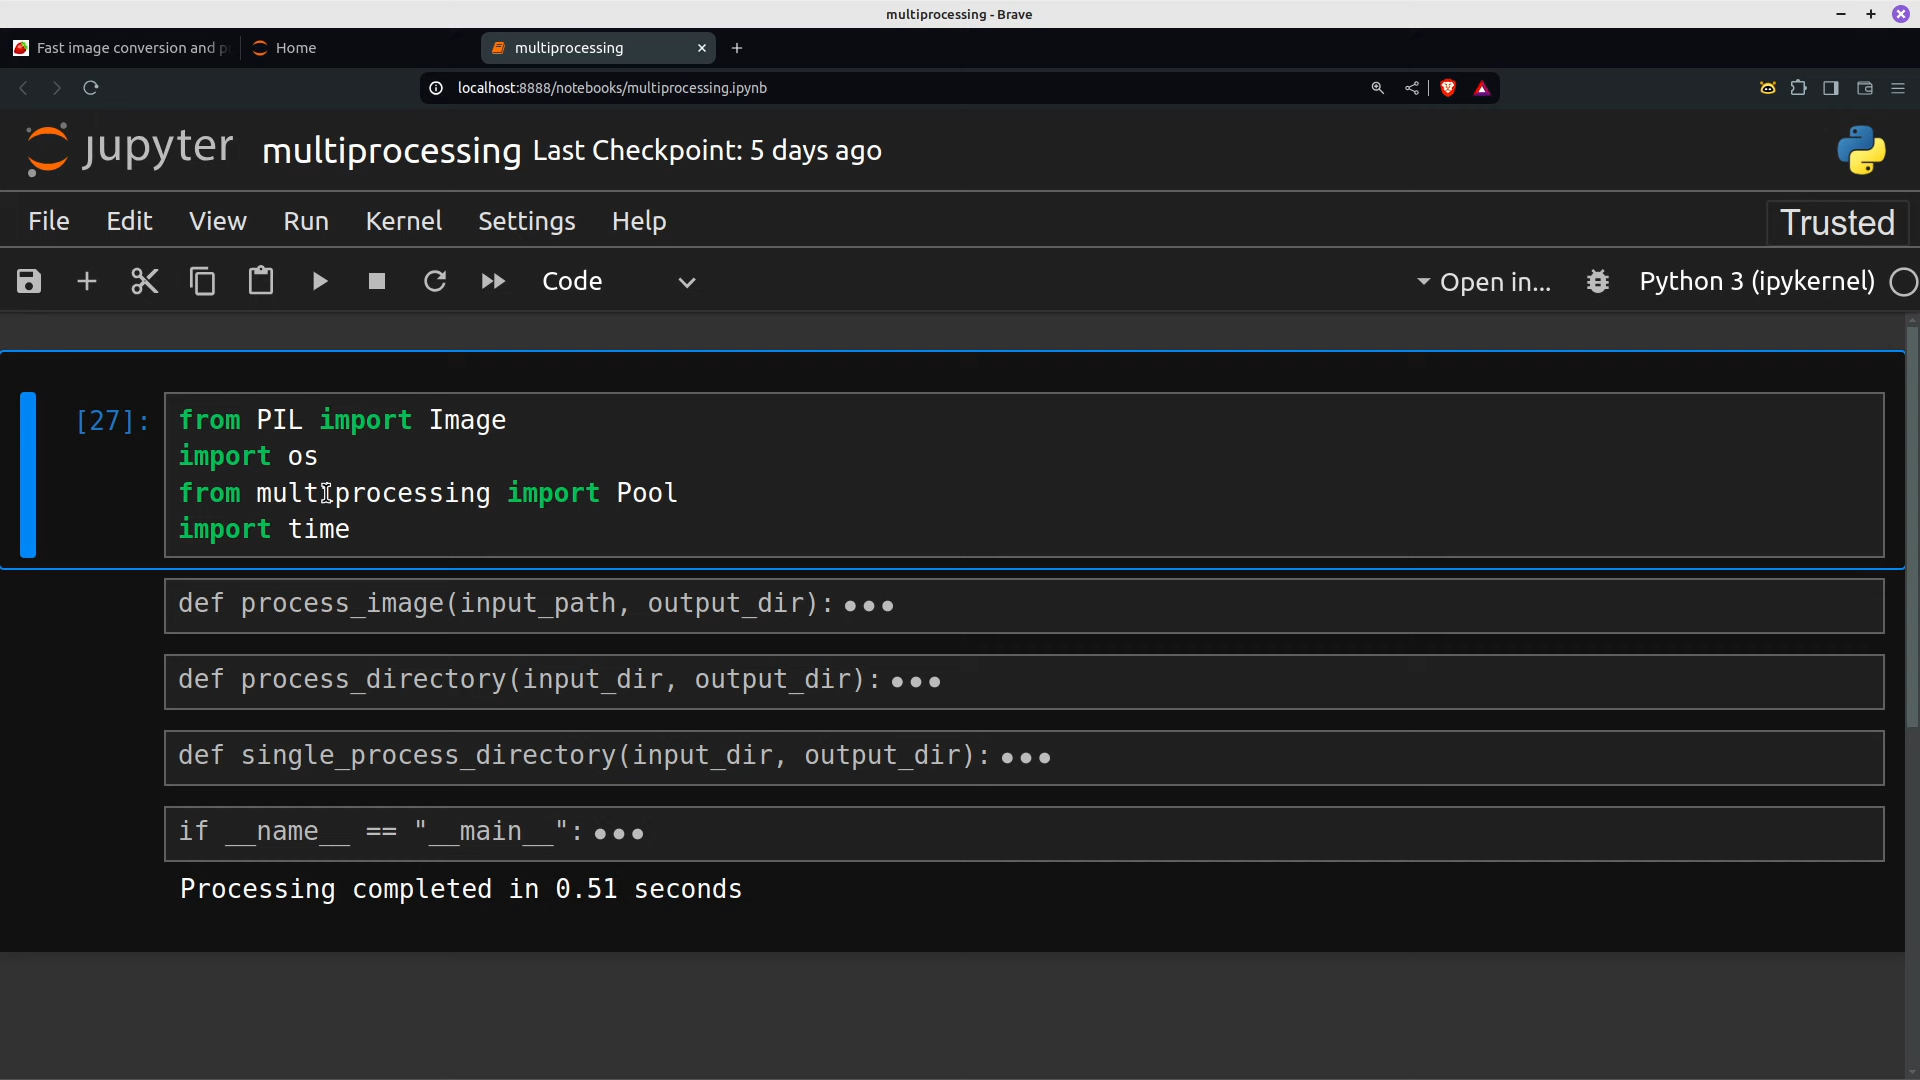 multiprocessing - Brave
Fast image conversion and
Home
multiprocessing
localhost:8888/notebooks/multiprocessing.ipynb
jupyter multiprocessing Last Checkpoint: 5 days ago
File Edit View Run Kernel Settings Help Trusted
Code Open in... Python 3 (ipykernel)
[27]: from PIL import Image
import os
from multiprocessing import Pool
import time
def process_image(input_path, output_dir):•••
def process_directory(input_dir, output_dir):•••
def single_process_directory(input_dir, output_dir):•••
if __name__ == "__main__":•••
Processing completed in 0.51 seconds